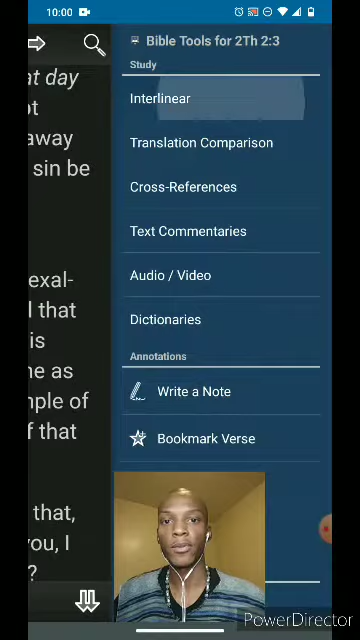 10:00
Bible Tools for 2Th 2:3
Study
at day
Interlinear
away
Translation Comparison
sin be
Cross-References
Text Commentaries
Audio / Video
exal-
that
Dictionaries
is
Annotations
as
Write a Note
mple of
that
Bookmark Verse
that,
you, I
?
PowerDirector